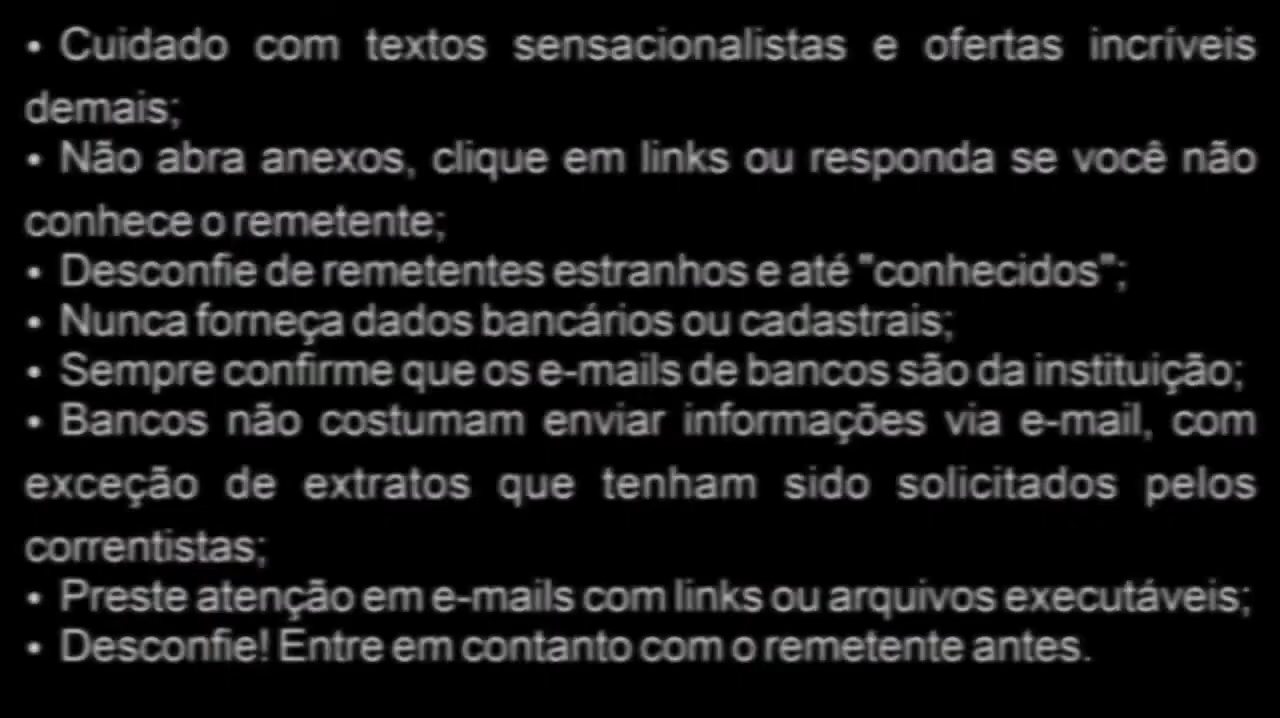 • Cuidado com textos sensacionalistas e ofertas incríveis
demais;
• Não abra anexos, clique em links ou responda se você não
conhece o remetente;
• Desconfie de remetentes estranhos e até "conhecidos";
• Nunca forneça dados bancários ou cadastrais;
• Sempre confirme que os e-mails de bancos são da instituição;
• Bancos não costumam enviar informações via e-mail, com
exceção de extratos que tenham sido solicitados pelos
correntistas;
• Preste atenção em e-mails com links ou arquivos executáveis;
• Desconfie! Entre em contanto com o remetente antes.